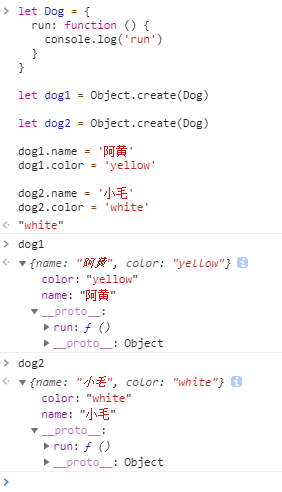 let Dog = {
run: function () {
console.log('run')
}
}
let dog1 = Object.create(Dog)
let dog2 = Object.create(Dog)
dog1.name = '阿黄'
dog1.color = 'yellow'
dog2.name = '小毛'
dog2.color = 'white'
"white"
dog1
{name: "阿黄", color: "yellow"}
color: "yellow"
name: "阿黄"
__proto__:
run: ƒ ()
__proto__: Object
dog2
{name: "小毛", color: "white"}
color: "white"
name: "小毛"
__proto__:
run: ƒ ()
__proto__: Object